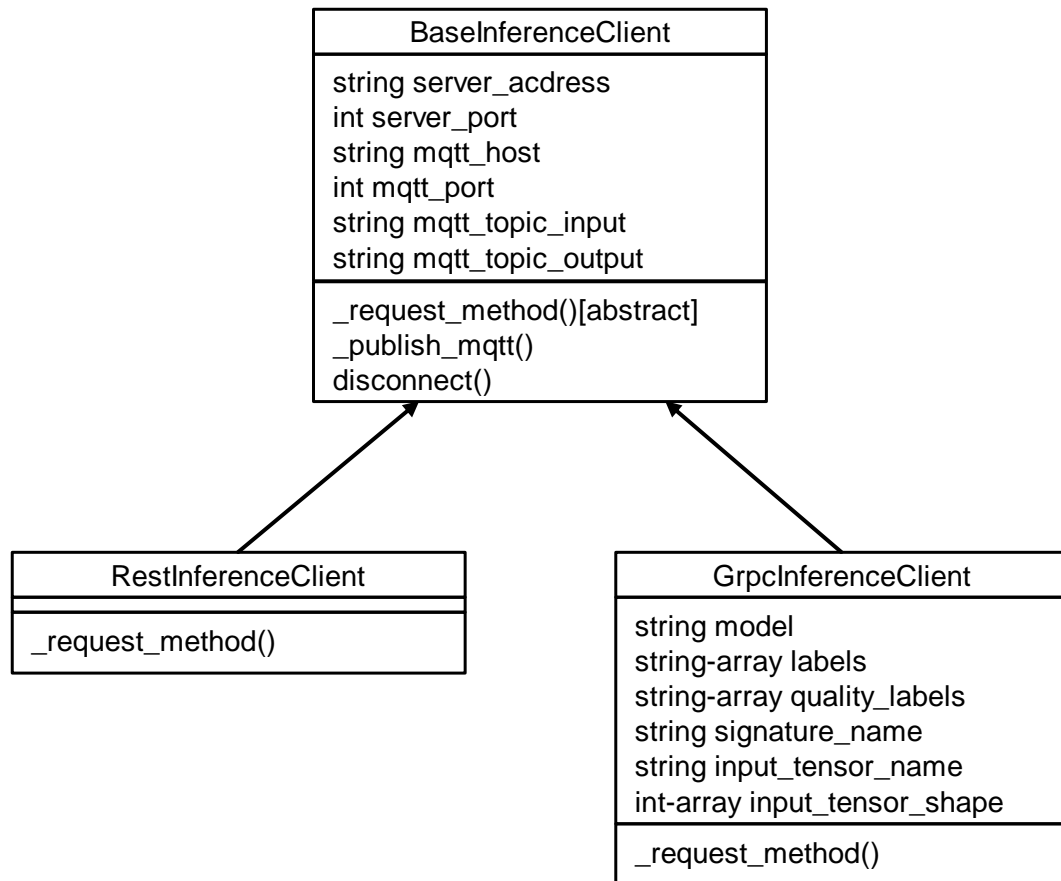 BaseInferenceClient
string server_acdress
int server_port
string mqtt_host
int mqtt_port
string mqtt_topic_input
string mqtt_topic_output
_request_method()[abstract]
_publish_mqtt()
disconnect()
RestInferenceClient
_request_method()
GrpcInferenceClient
string model
string-array labels
string-array quality_labels
string signature_name
string input_tensor_name
int-array input_tensor_shape
_request_method()